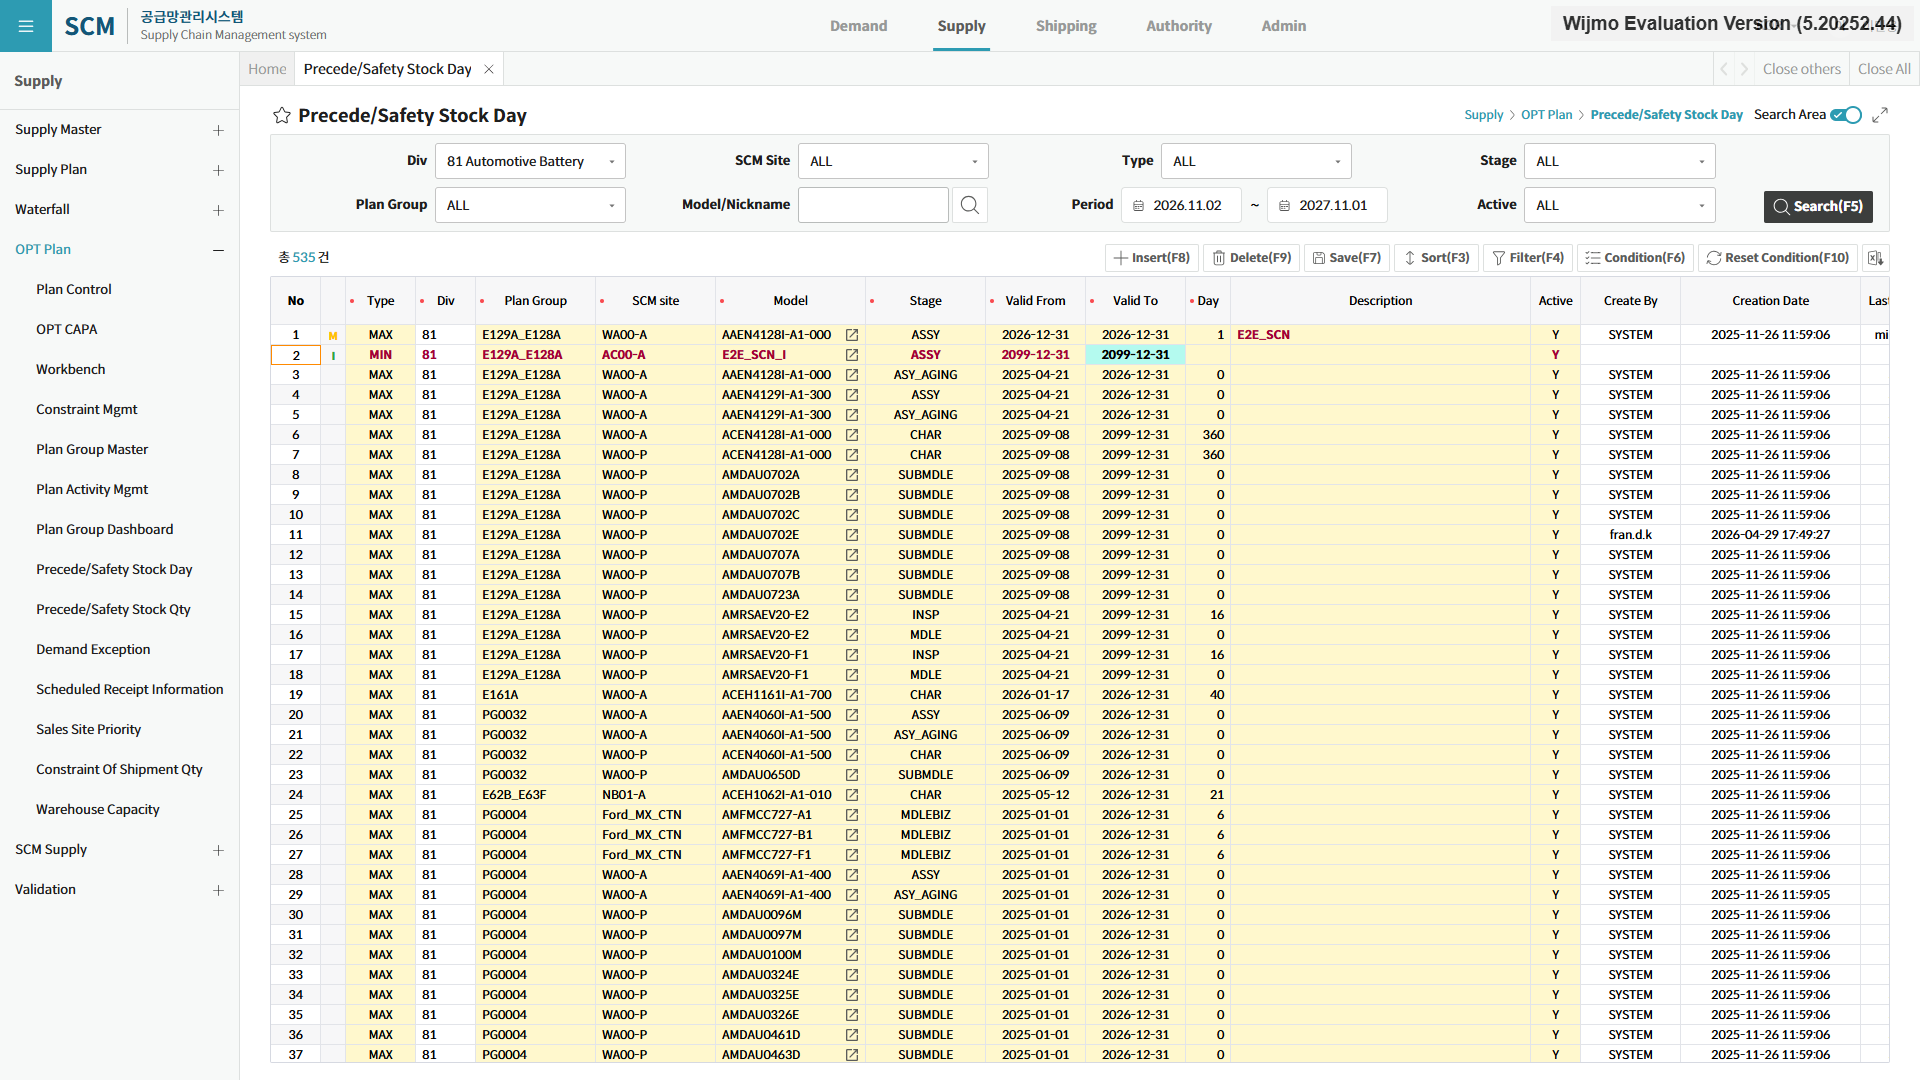 SCM
공급망관리시스템
Supply Chain Management system
Demand Supply Shipping Authority Admin
Wijmo Evaluation Version (5.20252.44)
Supply
Home Precede/Safety Stock Day
Close others Close All
Supply Master
Supply Plan
Waterfall
OPT Plan
Plan Control
OPT CAPA
Workbench
Constraint Mgmt
Plan Group Master
Plan Activity Mgmt
Plan Group Dashboard
Precede/Safety Stock Day
Precede/Safety Stock Qty
Demand Exception
Scheduled Receipt Information
Sales Site Priority
Constraint Of Shipment Qty
Warehouse Capacity
SCM Supply
Validation
Precede/Safety Stock Day
Supply > OPT Plan > Precede/Safety Stock Day Search Area
Div 81 Automotive Battery SCM Site ALL Type ALL Stage ALL
Plan Group ALL Model/Nickname Period 2026.11.02 ~ 2027.11.01 Active ALL Search(F5)
총 535 건
Insert(F8) Delete(F9) Save(F7) Sort(F3) Filter(F4) Condition(F6) Reset Condition(F10)
No Type Div Plan Group SCM site Model Stage Valid From Valid To Day Description Active Create By Creation Date Las
1 M MAX 81 E129A_E128A WA00-A AAEN4128I-A1-000 ASSY 2026-12-31 2026-12-31 1 E2E_SCN Y SYSTEM 2025-11-26 11:59:06 mi
2 I MIN 81 E129A_E128A AC00-A E2E_SCN_I ASSY 2099-12-31 2099-12-31 Y
3 MAX 81 E129A_E128A WA00-A AAEN4128I-A1-000 ASY_AGING 2025-04-21 2026-12-31 0 Y SYSTEM 2025-11-26 11:59:06
4 MAX 81 E129A_E128A WA00-A AAEN4129I-A1-300 ASSY 2025-04-21 2026-12-31 0 Y SYSTEM 2025-11-26 11:59:06
5 MAX 81 E129A_E128A WA00-A AAEN4129I-A1-300 ASY_AGING 2025-04-21 2026-12-31 0 Y SYSTEM 2025-11-26 11:59:06
6 MAX 81 E129A_E128A WA00-A ACEN4128I-A1-000 CHAR 2025-09-08 2099-12-31 360 Y SYSTEM 2025-11-26 11:59:06
7 MAX 81 E129A_E128A WA00-P ACEN4128I-A1-000 CHAR 2025-09-08 2099-12-31 360 Y SYSTEM 2025-11-26 11:59:06
8 MAX 81 E129A_E128A WA00-P AMDAU0702A SUBMDLE 2025-09-08 2099-12-31 0 Y SYSTEM 2025-11-26 11:59:06
9 MAX 81 E129A_E128A WA00-P AMDAU0702B SUBMDLE 2025-09-08 2099-12-31 0 Y SYSTEM 2025-11-26 11:59:06
10 MAX 81 E129A_E128A WA00-P AMDAU0702C SUBMDLE 2025-09-08 2099-12-31 0 Y SYSTEM 2025-11-26 11:59:06
11 MAX 81 E129A_E128A WA00-P AMDAU0702E SUBMDLE 2025-09-08 2099-12-31 0 Y fran.d.k 2026-04-29 17:49:27
12 MAX 81 E129A_E128A WA00-P AMDAU0707A SUBMDLE 2025-09-08 2099-12-31 0 Y SYSTEM 2025-11-26 11:59:06
13 MAX 81 E129A_E128A WA00-P AMDAU0707B SUBMDLE 2025-09-08 2099-12-31 0 Y SYSTEM 2025-11-26 11:59:06
14 MAX 81 E129A_E128A WA00-P AMDAU0723A SUBMDLE 2025-09-08 2099-12-31 0 Y SYSTEM 2025-11-26 11:59:06
15 MAX 81 E129A_E128A WA00-P AMRSAEV20-E2 INSP 2025-04-21 2099-12-31 16 Y SYSTEM 2025-11-26 11:59:06
16 MAX 81 E129A_E128A WA00-P AMRSAEV20-E2 MDLE 2025-04-21 2099-12-31 0 Y SYSTEM 2025-11-26 11:59:06
17 MAX 81 E129A_E128A WA00-P AMRSAEV20-F1 INSP 2025-04-21 2099-12-31 16 Y SYSTEM 2025-11-26 11:59:06
18 MAX 81 E129A_E128A WA00-P AMRSAEV20-F1 MDLE 2025-04-21 2099-12-31 0 Y SYSTEM 2025-11-26 11:59:06
19 MAX 81 E161A WA00-A ACEH1161I-A1-700 CHAR 2026-01-17 2026-12-31 40 Y SYSTEM 2025-11-26 11:59:06
20 MAX 81 PG0032 WA00-A AAEN4060I-A1-500 ASSY 2025-06-09 2026-12-31 0 Y SYSTEM 2025-11-26 11:59:06
21 MAX 81 PG0032 WA00-A AAEN4060I-A1-500 ASY_AGING 2025-06-09 2026-12-31 0 Y SYSTEM 2025-11-26 11:59:06
22 MAX 81 PG0032 WA00-P ACEN4060I-A1-500 CHAR 2025-06-09 2026-12-31 0 Y SYSTEM 2025-11-26 11:59:06
23 MAX 81 PG0032 WA00-P AMDAU0650D SUBMDLE 2025-06-09 2026-12-31 0 Y SYSTEM 2025-11-26 11:59:06
24 MAX 81 E62B_E63F NB01-A ACEH1062I-A1-010 CHAR 2025-05-12 2026-12-31 21 Y SYSTEM 2025-11-26 11:59:06
25 MAX 81 PG0004 Ford_MX_CTN AMFMCC727-A1 MDLEBIZ 2025-01-01 2026-12-31 6 Y SYSTEM 2025-11-26 11:59:06
26 MAX 81 PG0004 Ford_MX_CTN AMFMCC727-B1 MDLEBIZ 2025-01-01 2026-12-31 6 Y SYSTEM 2025-11-26 11:59:06
27 MAX 81 PG0004 Ford_MX_CTN AMFMCC727-F1 MDLEBIZ 2025-01-01 2026-12-31 6 Y SYSTEM 2025-11-26 11:59:06
28 MAX 81 PG0004 WA00-A AAEN4069I-A1-400 ASSY 2025-01-01 2026-12-31 0 Y SYSTEM 2025-11-26 11:59:06
29 MAX 81 PG0004 WA00-A AAEN4069I-A1-400 ASY_AGING 2025-01-01 2026-12-31 0 Y SYSTEM 2025-11-26 11:59:05
30 MAX 81 PG0004 WA00-P AMDAU0096M SUBMDLE 2025-01-01 2026-12-31 0 Y SYSTEM 2025-11-26 11:59:06
31 MAX 81 PG0004 WA00-P AMDAU0097M SUBMDLE 2025-01-01 2026-12-31 0 Y SYSTEM 2025-11-26 11:59:06
32 MAX 81 PG0004 WA00-P AMDAU0100M SUBMDLE 2025-01-01 2026-12-31 0 Y SYSTEM 2025-11-26 11:59:06
33 MAX 81 PG0004 WA00-P AMDAU0324E SUBMDLE 2025-01-01 2026-12-31 0 Y SYSTEM 2025-11-26 11:59:06
34 MAX 81 PG0004 WA00-P AMDAU0325E SUBMDLE 2025-01-01 2026-12-31 0 Y SYSTEM 2025-11-26 11:59:06
35 MAX 81 PG0004 WA00-P AMDAU0326E SUBMDLE 2025-01-01 2026-12-31 0 Y SYSTEM 2025-11-26 11:59:06
36 MAX 81 PG0004 WA00-P AMDAU0461D SUBMDLE 2025-01-01 2026-12-31 0 Y SYSTEM 2025-11-26 11:59:06
37 MAX 81 PG0004 WA00-P AMDAU0463D SUBMDLE 2025-01-01 2026-12-31 0 Y SYSTEM 2025-11-26 11:59:06